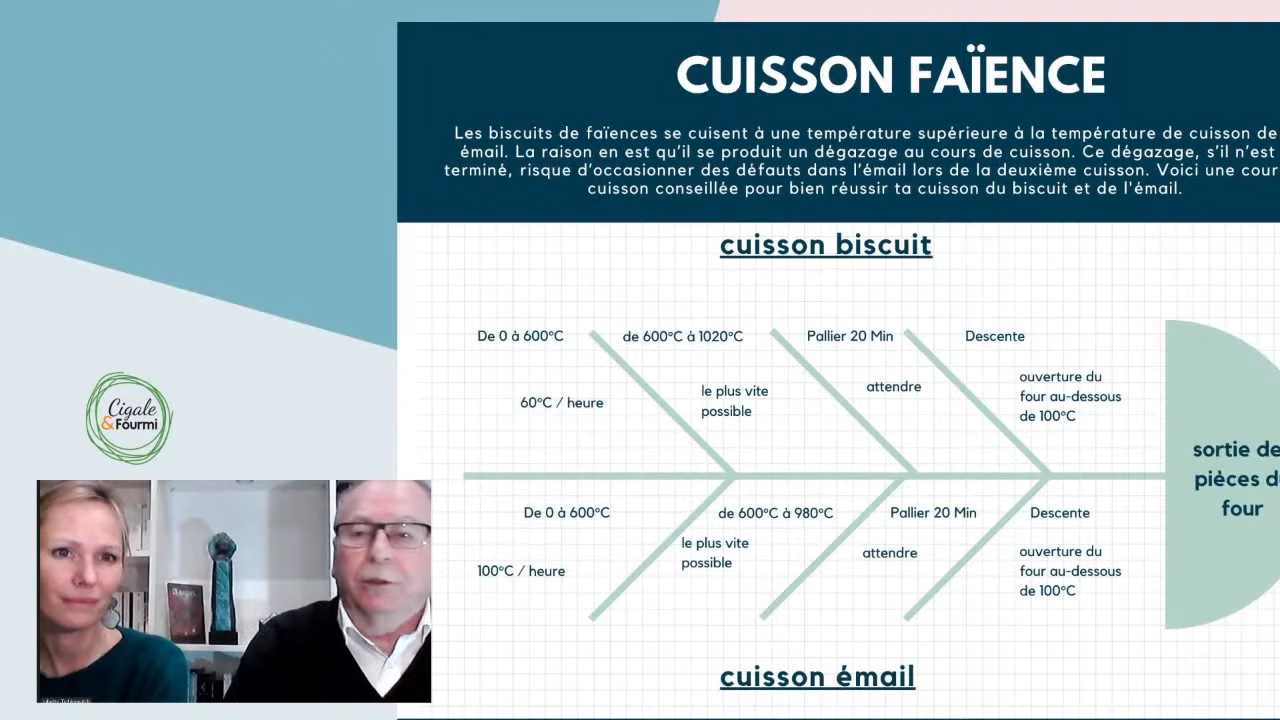 CUISSON FAÏENCE
Les biscuits de faïences se cuisent à une température supérieure à la température de cuisson de
émail. La raison en est qu'il se produit un dégazage au cours de cuisson. Ce dégazage, s'il n'est
terminé, risque d'occasionner des défauts dans l'émail lors de la deuxième cuisson. Voici une cour
cuisson conseillée pour bien réussir ta cuisson du biscuit et de l'émail.
cuisson biscuit
De 0 à 600°C
de 600°C à 1020°C
Pallier 20 Min
Descente
60°C / heure
le plus vite
possible
attendre
ouverture du
four au-dessous
de 100°C
sortie de
pièces d
four
De 0 à 600°C
de 600°C à 980°C
Pallier 20 Min
Descente
100°C / heure
le plus vite
possible
attendre
ouverture du
four au-dessous
de 100°C
cuisson émail
Cigale
&Fourmi